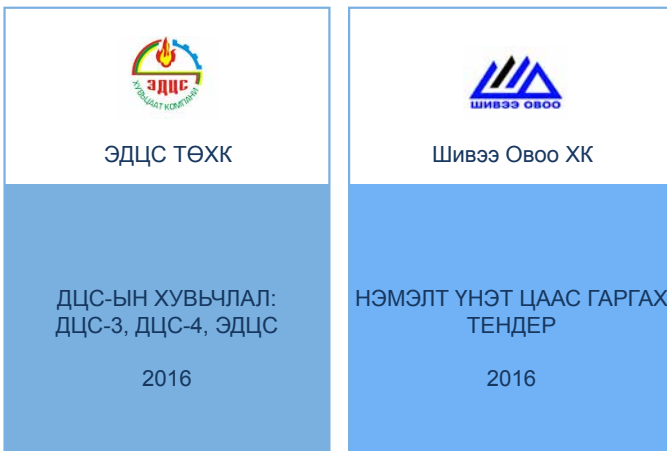 ЭДЦС
ХУВЬЦААТ КОМПАНИ
ЭДЦС ТӨХК
ДЦС-ЫН ХУВЬЧЛАЛ:
ДЦС-3, ДЦС-4, ЭДЦС
2016
ШИВЭЭ ОВОО
Шивээ Овоо ХК
НЭМЭЛТ ҮНЭТ ЦААС ГАРГАХ
ТЕНДЕР
2016